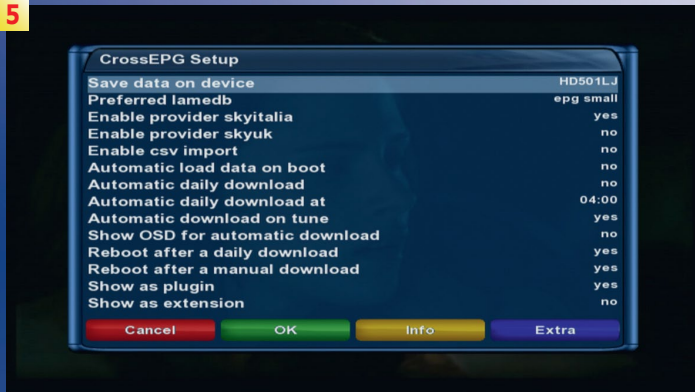 5
CrossEPG Setup
Save data on device HD501LJ
Preferred lamedb epg small
Enable provider skyitalia yes
Enable provider skyuk no
Enable csv import no
Automatic load data on boot no
Automatic daily download no
Automatic daily download at 04:00
Automatic download on tune yes
Show OSD for automatic download no
Reboot after a daily download yes
Reboot after a manual download yes
Show as plugin yes
Show as extension no
Cancel OK Info Extra